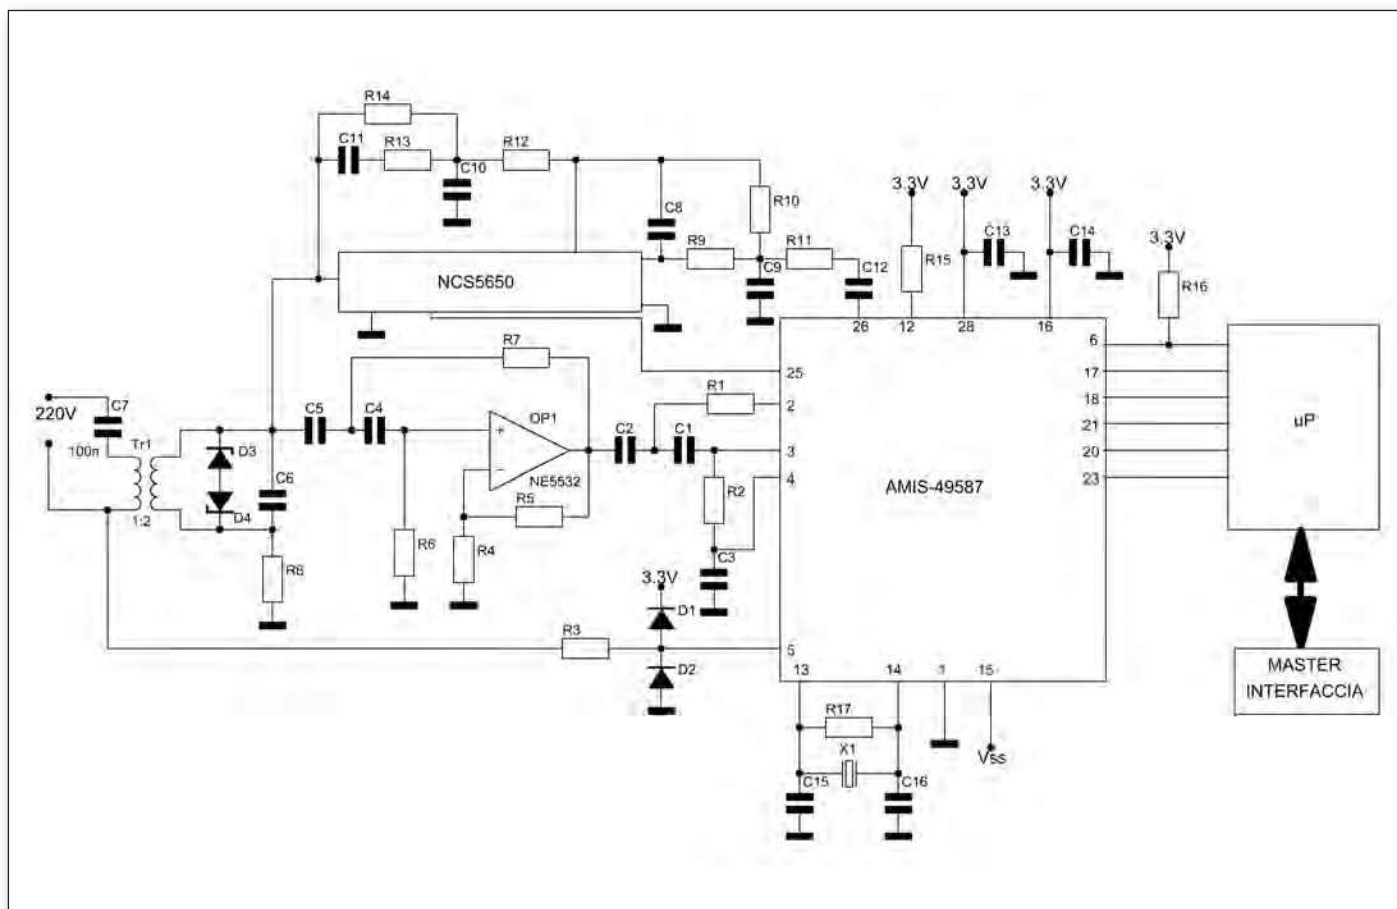 R14
C11
R13
R12
C10
C8
R10
R9
R11
C9
C12
NCS5650
3.3V
3.3V
3.3V
3.3V
R15
C13
C14
R16
26
12
28
16
6
17
18
21
20
23
25
2
3
4
5
13
14
1
15
AMIS-49587
uP
MASTER
INTERFACCIA
R7
R1
220V
C7
100n
Tr1
1:2
D3
D4
C6
R6
C5
C4
OP1
+
−
NE5532
R5
R4
R6
C2
C1
R2
C3
3.3V
D1
D2
R3
R17
X1
C15
C16
Vss